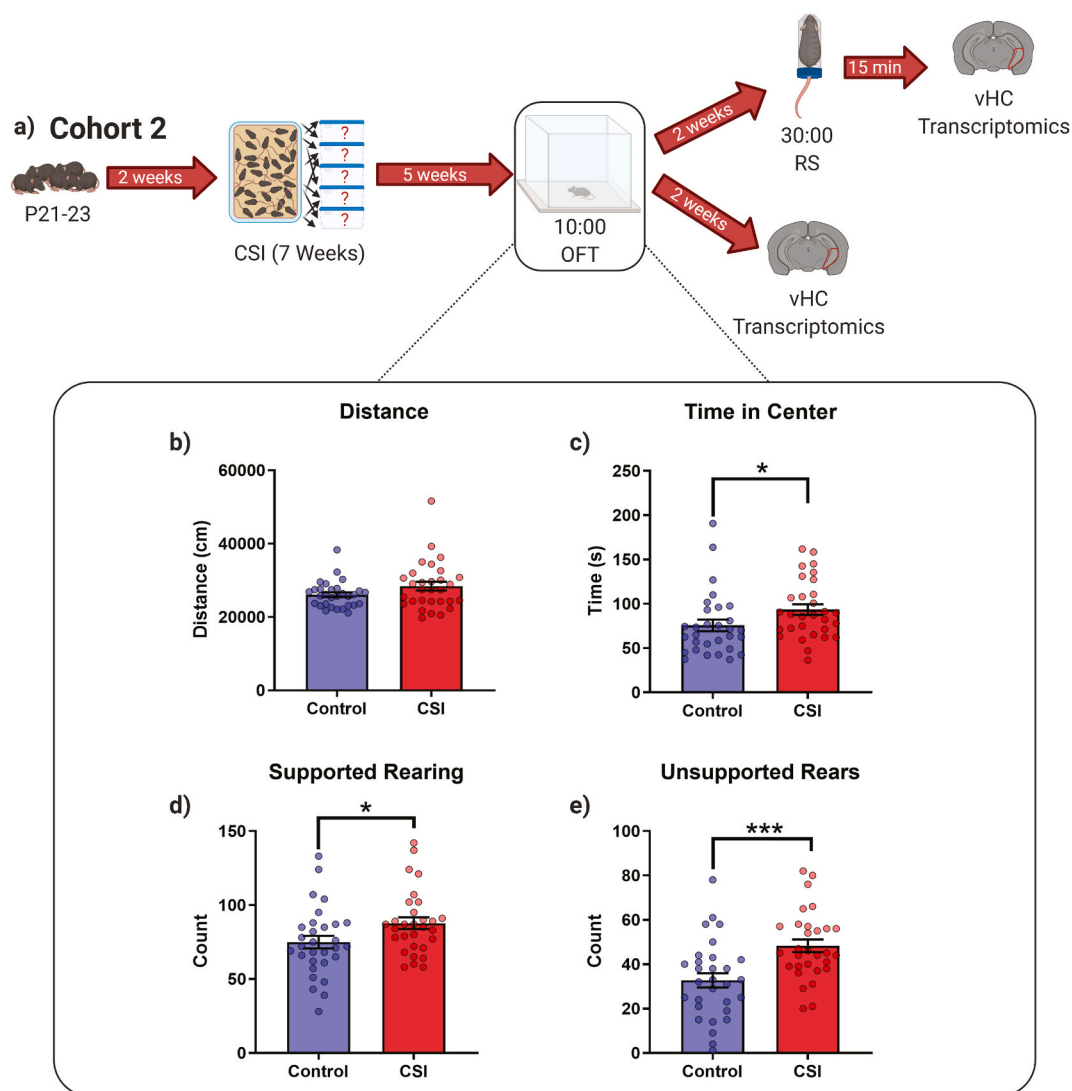 a) Cohort 2
P21-23
2 weeks
?
?
?
?
?
CSI (7 Weeks)
5 weeks
10:00
OFT
2 weeks
30:00
RS
15 min
vHC
Transcriptomics
2 weeks
vHC
Transcriptomics
Distance
b)
Distance (cm)
60000
40000
20000
0
Control
CSI
Time in Center
c)
*
Time (s)
250
200
150
100
50
0
Control
CSI
Supported Rearing
d)
*
Count
150
100
50
0
Control
CSI
Unsupported Rears
e)
***
Count
100
80
60
40
20
0
Control
CSI